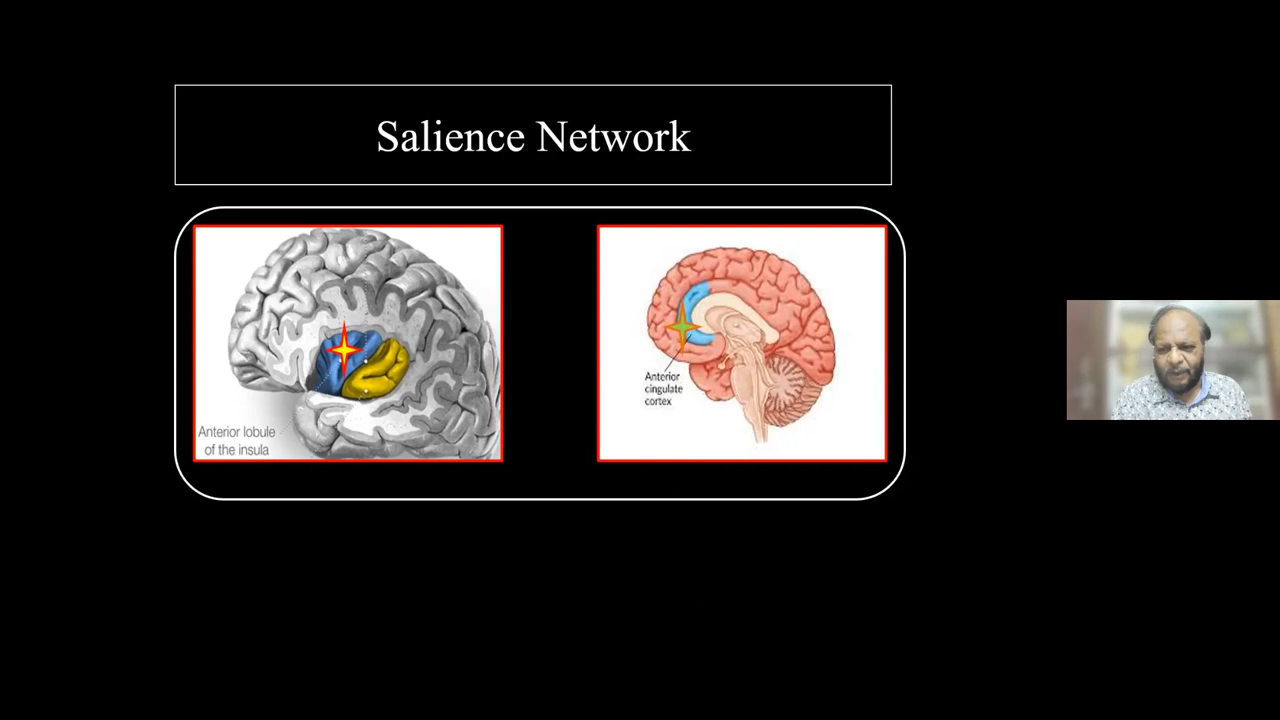 Salience Network
Anterior lobule
of the insula
Anterior
cingulate
cortex